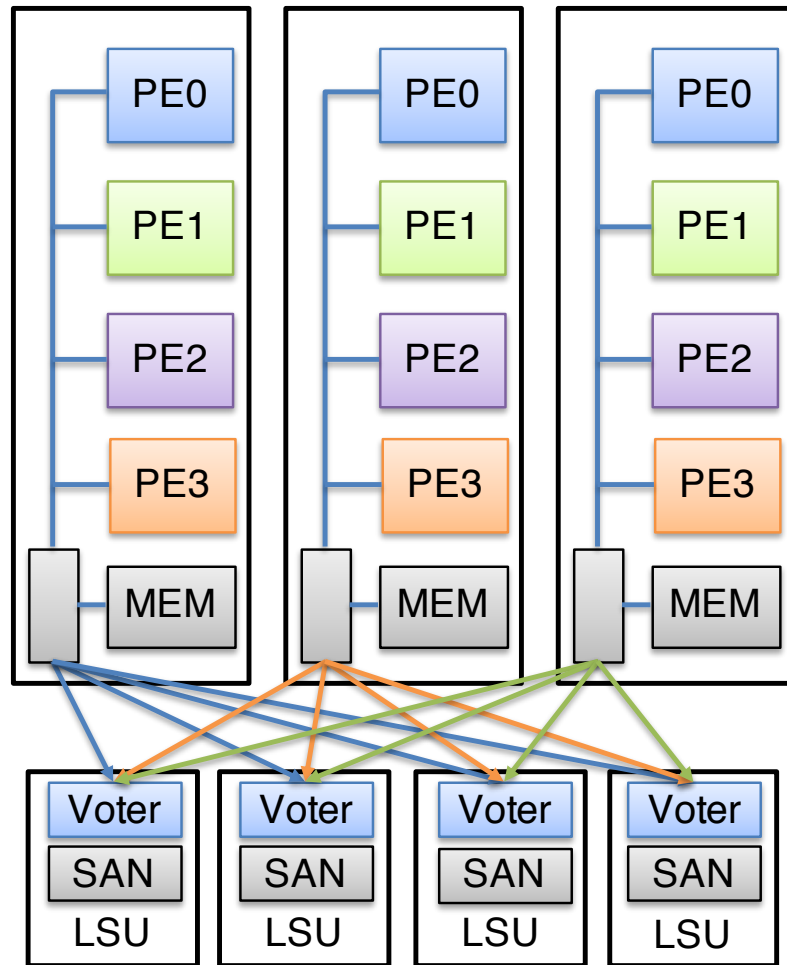 PE0
PE1
PE2
PE3
MEM
PE0
PE1
PE2
PE3
MEM
PE0
PE1
PE2
PE3
MEM
Voter
SAN
LSU
Voter
SAN
LSU
Voter
SAN
LSU
Voter
SAN
LSU